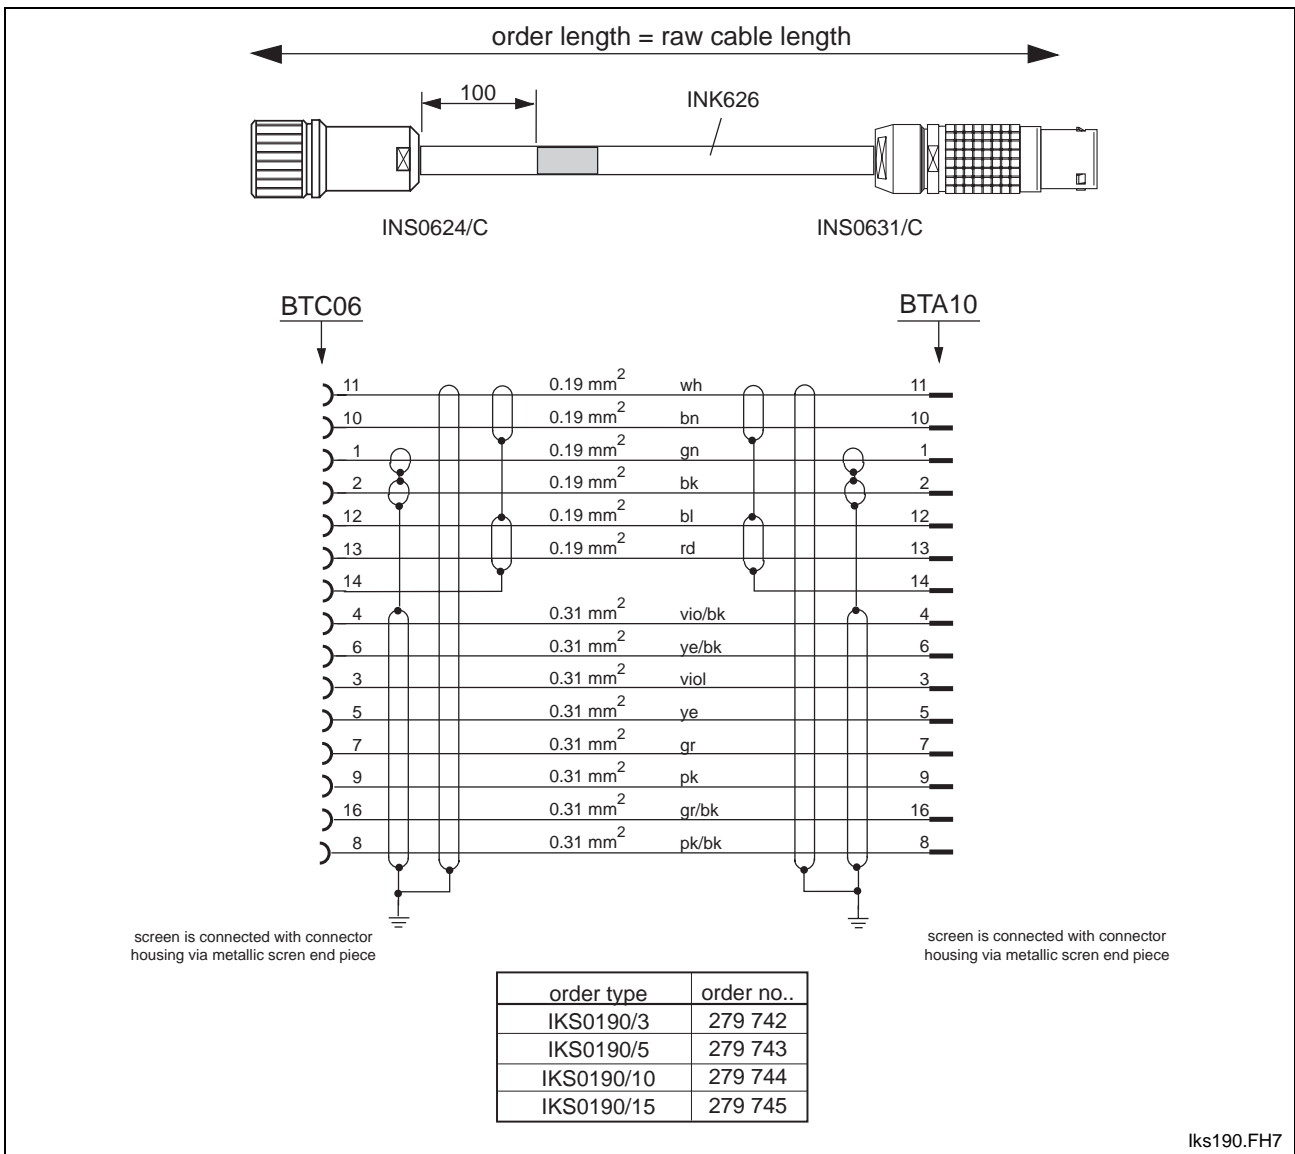 order length = raw cable length
100
INK626
INS0624/C
INS0631/C
BTC06
BTA10
11 0.19 mm2 wh 11
10 0.19 mm2 bn 10
1 0.19 mm2 gn 1
2 0.19 mm2 bk 2
12 0.19 mm2 bl 12
13 0.19 mm2 rd 13
14 14
4 0.31 mm2 vio/bk 4
6 0.31 mm2 ye/bk 6
3 0.31 mm2 viol 3
5 0.31 mm2 ye 5
7 0.31 mm2 gr 7
9 0.31 mm2 pk 9
16 0.31 mm2 gr/bk 16
8 0.31 mm2 pk/bk 8
screen is connected with connector
housing via metallic scren end piece
screen is connected with connector
housing via metallic scren end piece
order type order no..
IKS0190/3 279 742
IKS0190/5 279 743
IKS0190/10 279 744
IKS0190/15 279 745
Iks190.FH7